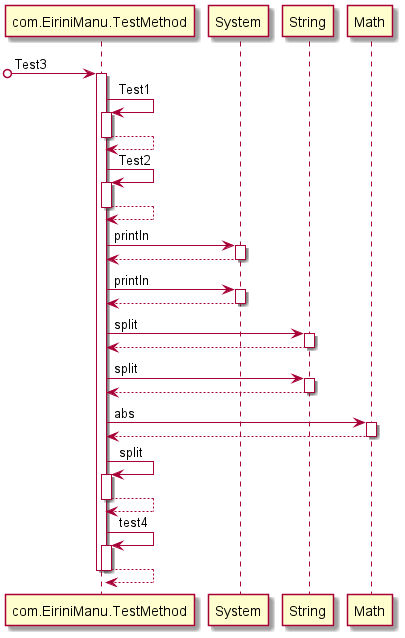 com.EiriniManu.TestMethod System String Math
Test3
Test1
Test2
println
println
split
split
abs
split
test4
com.EiriniManu.TestMethod System String Math